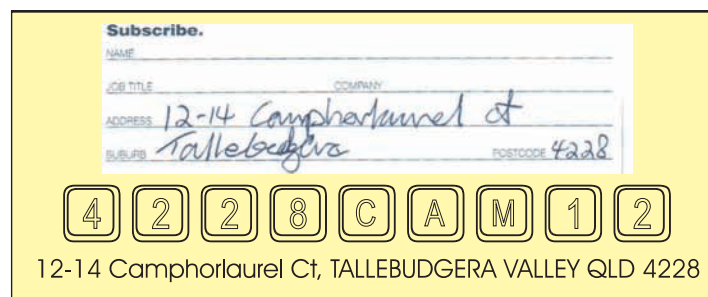 Subscribe.
NAME
JOB TITLE COMPANY
ADDRESS 12-14 Camphorlaurel Ct
SUBURB Tallebudgera POSTCODE 4228
4 2 2 8 C A M 1 2
12-14 Camphorlaurel Ct, TALLEBUDGERA VALLEY QLD 4228